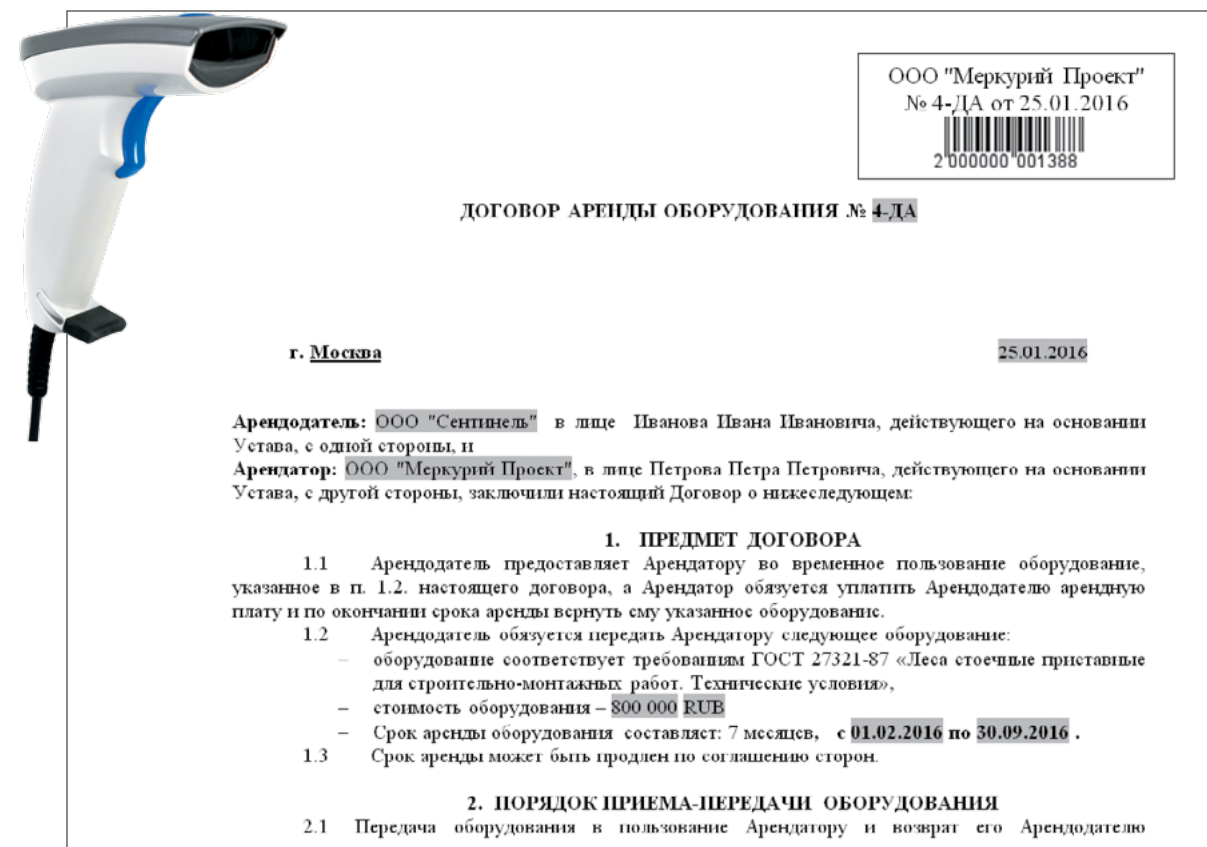 ООО "Меркурий Проект"
№ 4-ДА от 25.01.2016
2 000000 001388
ДОГОВОР АРЕНДЫ ОБОРУДОВАНИЯ № 4-ДА
г. Москва
25.01.2016
Арендодатель: ООО "Сентинель" в лице Иванова Ивана Ивановича, действующего на основании
Устава, с одной стороны, и
Арендатор: ООО "Меркурий Проект", в лице Петрова Петра Петровича, действующего на основании
Устава, с другой стороны, заключили настоящий Договор о нижеследующем:
1. ПРЕДМЕТ ДОГОВОРА
1.1 Арендодатель предоставляет Арендатору во временное пользование оборудование,
указанное в п. 1.2. настоящего договора, а Арендатор обязуется уплатить Арендодателю арендную
плату и по окончании срока аренды вернуть ему указанное оборудование.
1.2 Арендодатель обязуется передать Арендатору следующее оборудование:
– оборудование соответствует требованиям ГОСТ 27321-87 «Леса стоечные приставные
для строительно-монтажных работ. Технические условия»,
– стоимость оборудования – 800 000 RUB
– Срок аренды оборудования составляет: 7 месяцев, с 01.02.2016 по 30.09.2016 .
1.3 Срок аренды может быть продлен по соглашению сторон.
2. ПОРЯДОК ПРИЕМА-ПЕРЕДАЧИ ОБОРУДОВАНИЯ
2.1 Передача оборудования в пользование Арендатору и возврат его Арендодателю